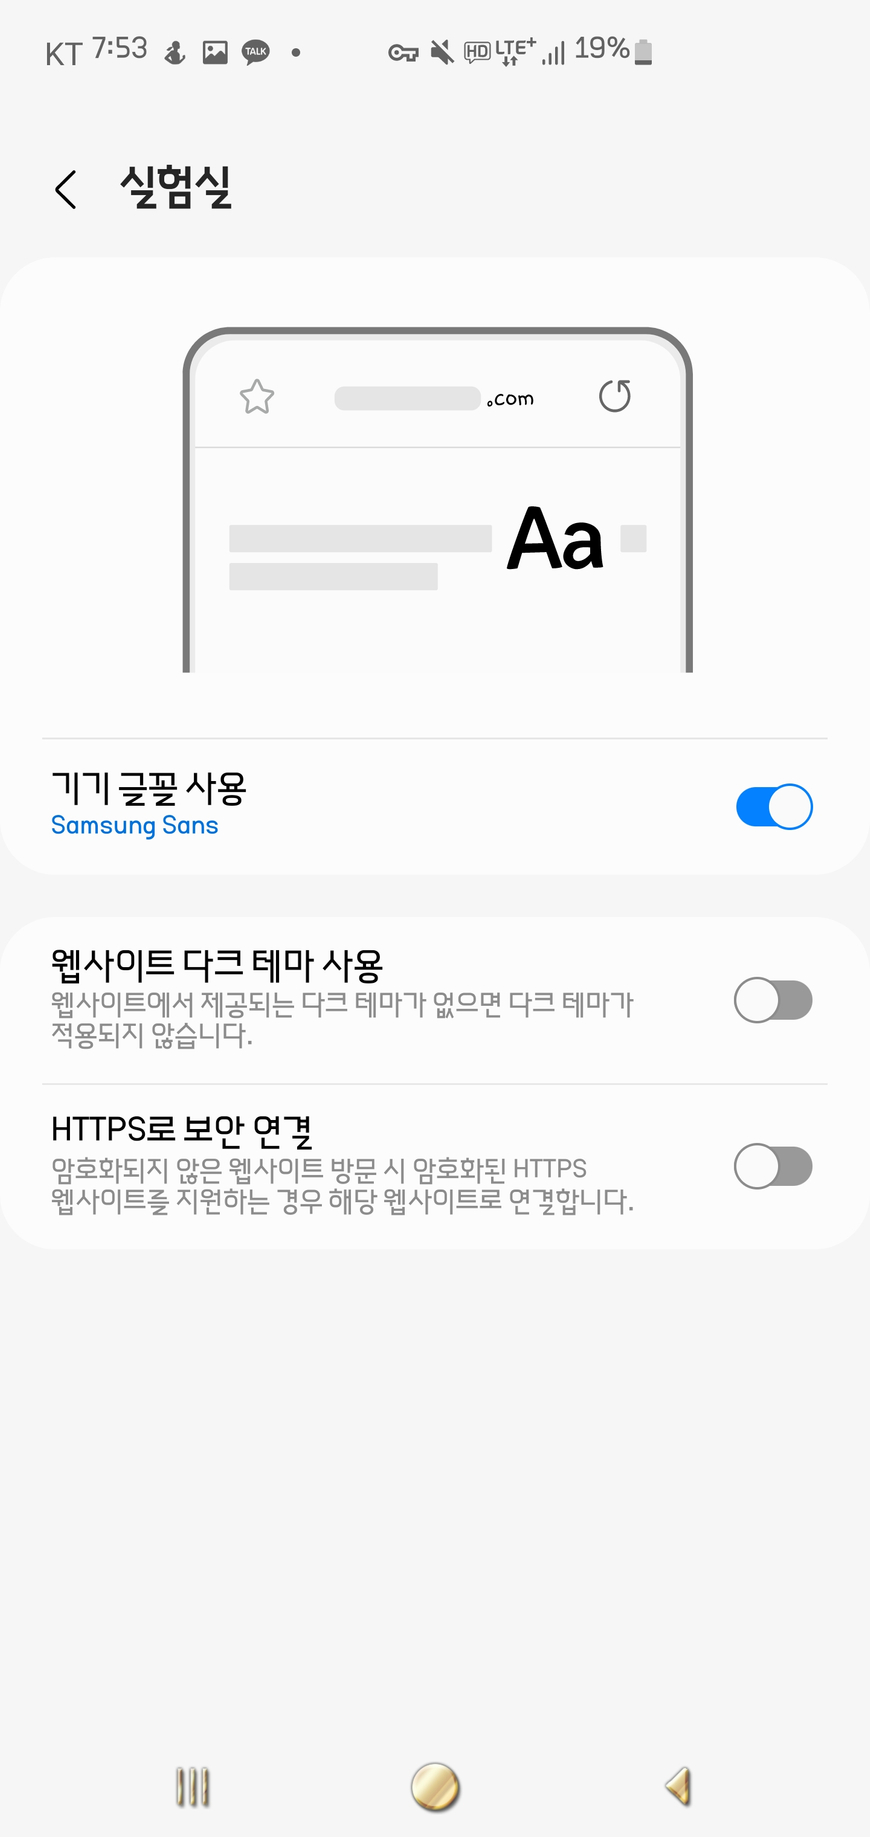 KT 7:53 TALK HD LTE+ 19%
실험실
.com
Aa
기기 글꼴 사용
Samsung Sans
웹사이트 다크 테마 사용
웹사이트에서 제공되는 다크 테마가 없으면 다크 테마가
적용되지 않습니다.
HTTPS로 보안 연결
암호화되지 않은 웹사이트 방문 시 암호화된 HTTPS
웹사이트를 지원하는 경우 해당 웹사이트로 연결합니다.